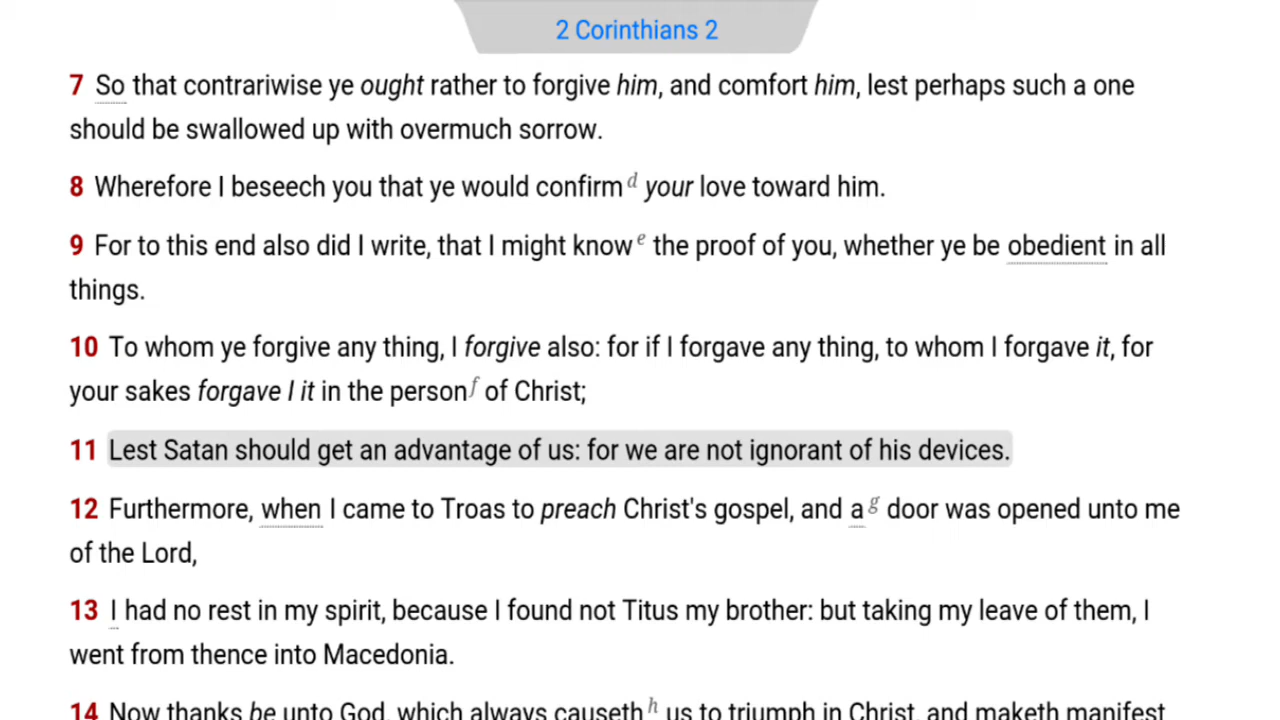 2 Corinthians 2
7 So that contrariwise ye ought rather to forgive him, and comfort him, lest perhaps such a one
should be swallowed up with overmuch sorrow.
8 Wherefore I beseech you that ye would confirm d your love toward him.
9 For to this end also did I write, that I might know e the proof of you, whether ye be obedient in all
things.
10 To whom ye forgive any thing, I forgive also: for if I forgave any thing, to whom I forgave it, for
your sakes forgave I it in the person f of Christ;
11 Lest Satan should get an advantage of us: for we are not ignorant of his devices.
12 Furthermore, when I came to Troas to preach Christ's gospel, and a g door was opened unto me
of the Lord,
13 I had no rest in my spirit, because I found not Titus my brother: but taking my leave of them, I
went from thence into Macedonia.
14 Now thanks be unto God, which always causeth h us to triumph in Christ, and maketh manifest